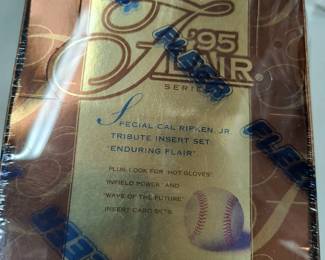 FLEER
'95
FLAIR
SERIES
SPECIAL CAL RIPKEN, JR.
TRIBUTE INSERT SET
"ENDURING FLAIR"
PLUS, LOOK FOR "HOT GLOVES"
"INFIELD POWER" AND
"WAVE OF THE FUTURE"
INSERT CARD SETS
FLEER
FLEER